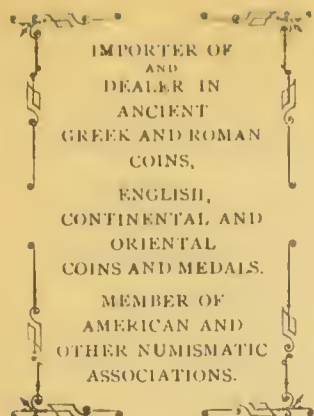 IMPORTER OF
AND
DEALER IN
ANCIENT
GREEK AND ROMAN
COINS,
ENGLISH,
CONTINENTAL AND
ORIENTAL
COINS AND MEDALS.
MEMBER OF
AMERICAN AND
OTHER NUMISMATIC
ASSOCIATIONS.